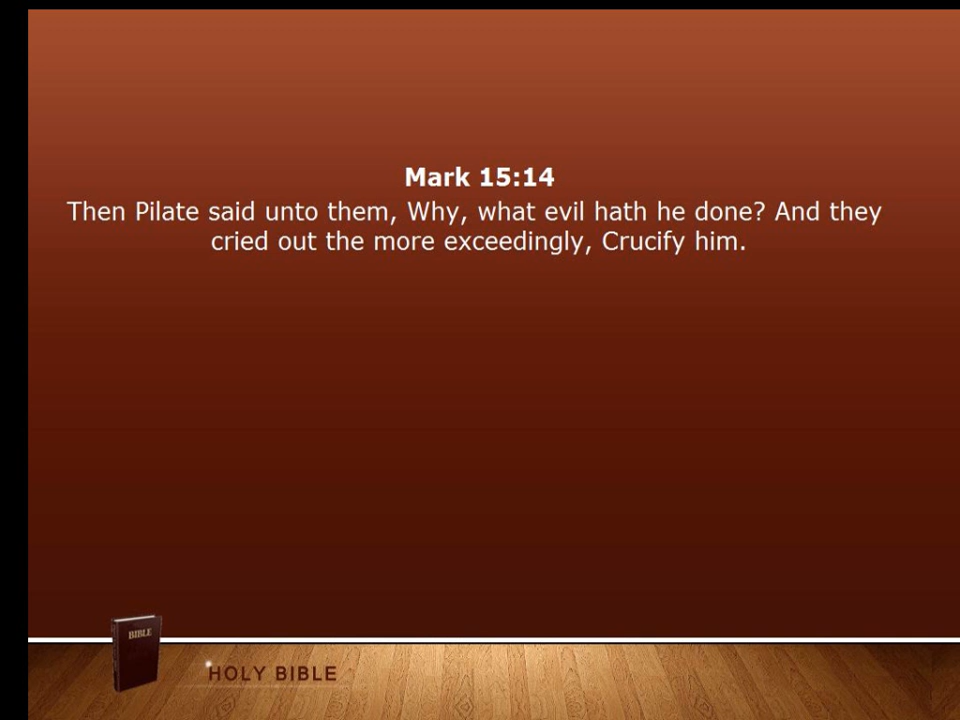 Mark 15:14
Then Pilate said unto them, Why, what evil hath he done? And they
cried out the more exceedingly, Crucify him.
BIBLE
HOLY BIBLE